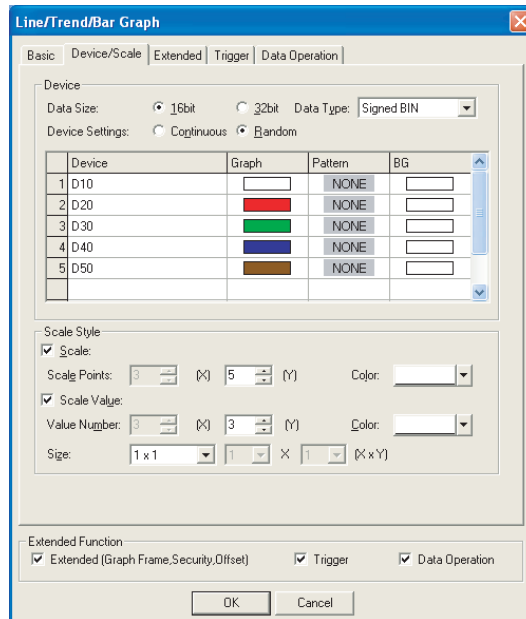 Line/Trend/Bar Graph
Basic Device/Scale Extended Trigger Data Operation
Device
Data Size: 16bit 32bit Data Type: Signed BIN
Device Settings: Continuous Random
Device Graph Pattern BG
1 D10 NONE
2 D20 NONE
3 D30 NONE
4 D40 NONE
5 D50 NONE
Scale Style
Scale:
Scale Points: 3 (X) 5 (Y) Color:
Scale Value:
Value Number: 3 (X) 3 (Y) Color:
Size: 1 x 1 1 X 1 (X x Y)
Extended Function
Extended (Graph Frame,Security,Offset) Trigger Data Operation
OK Cancel